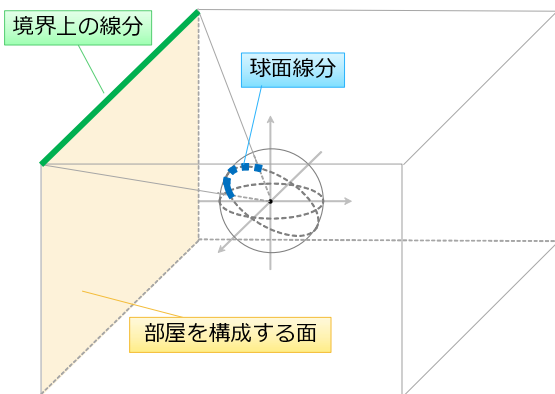 境界上の線分
球面線分
部屋を構成する面